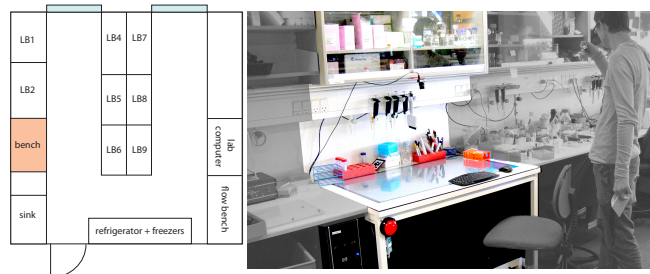 LB1
LB2
bench
sink
LB4
LB7
LB5
LB8
LB6
LB9
lab
computer
flow bench
refrigerator + freezers